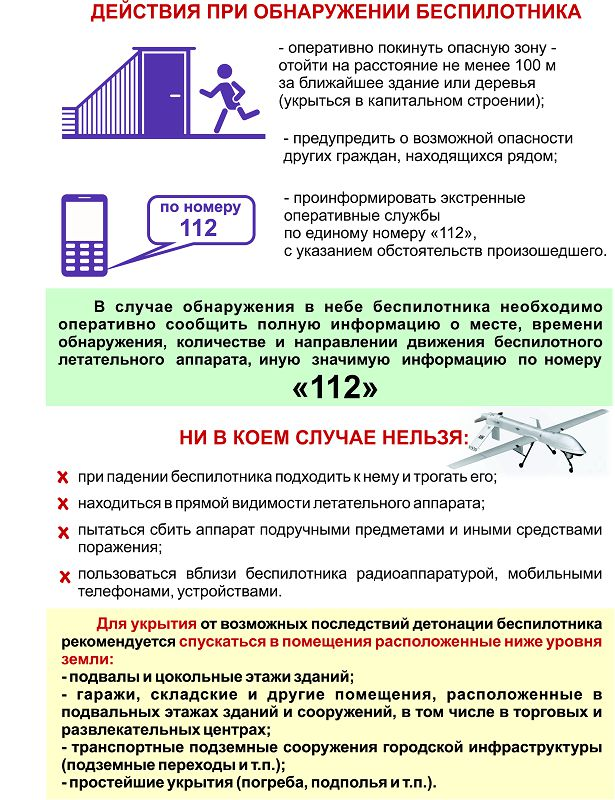 ДЕЙСТВИЯ ПРИ ОБНАРУЖЕНИИ БЕСПИЛОТНИКА
- оперативно покинуть опасную зону -
отойти на расстояние не менее 100 м
за ближайшее здание или деревья
(укрыться в капитальном строении);
- предупредить о возможной опасности
других граждан, находящихся рядом;
по номеру
112
- проинформировать экстренные
оперативные службы
по единому номеру «112»,
с указанием обстоятельств произошедшего.
В случае обнаружения в небе беспилотника необходимо
оперативно сообщить полную информацию о месте, времени
обнаружения, количестве и направлении движения беспилотного
летательного аппарата, иную значимую информацию по номеру
«112»
НИ В КОЕМ СЛУЧАЕ НЕЛЬЗЯ:
при падении беспилотника подходить к нему и трогать его;
находиться в прямой видимости летательного аппарата;
пытаться сбить аппарат подручными предметами и иными средствами
поражения;
пользоваться вблизи беспилотника радиоаппаратурой, мобильными
телефонами, устройствами.
Для укрытия от возможных последствий детонации беспилотника
рекомендуется спускаться в помещения расположенные ниже уровня
земли:
- подвалы и цокольные этажи зданий;
- гаражи, складские и другие помещения, расположенные в
подвальных этажах зданий и сооружений, в том числе в торговых и
развлекательных центрах;
- транспортные подземные сооружения городской инфраструктуры
(подземные переходы и т.п.);
- простейшие укрытия (погреба, подполья и т.п.).